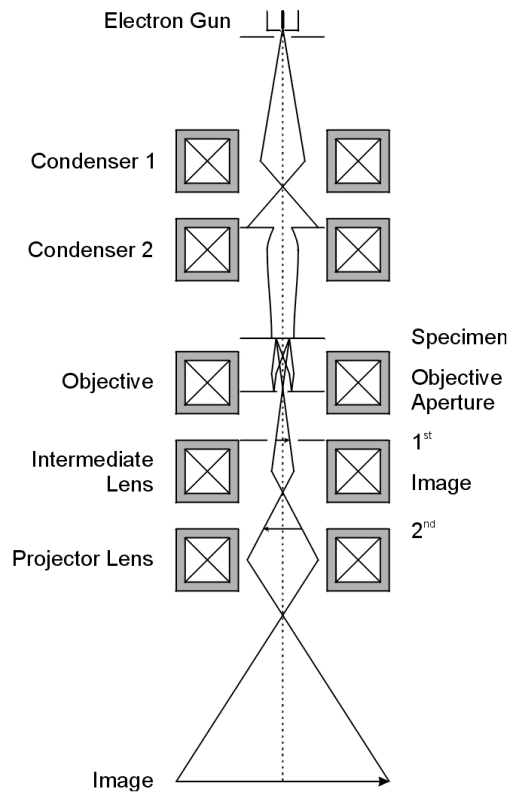 Electron Gun
Condenser 1
Condenser 2
Specimen
Objective
Objective
Aperture
1st
Intermediate
Lens
Image
2nd
Projector Lens
Image